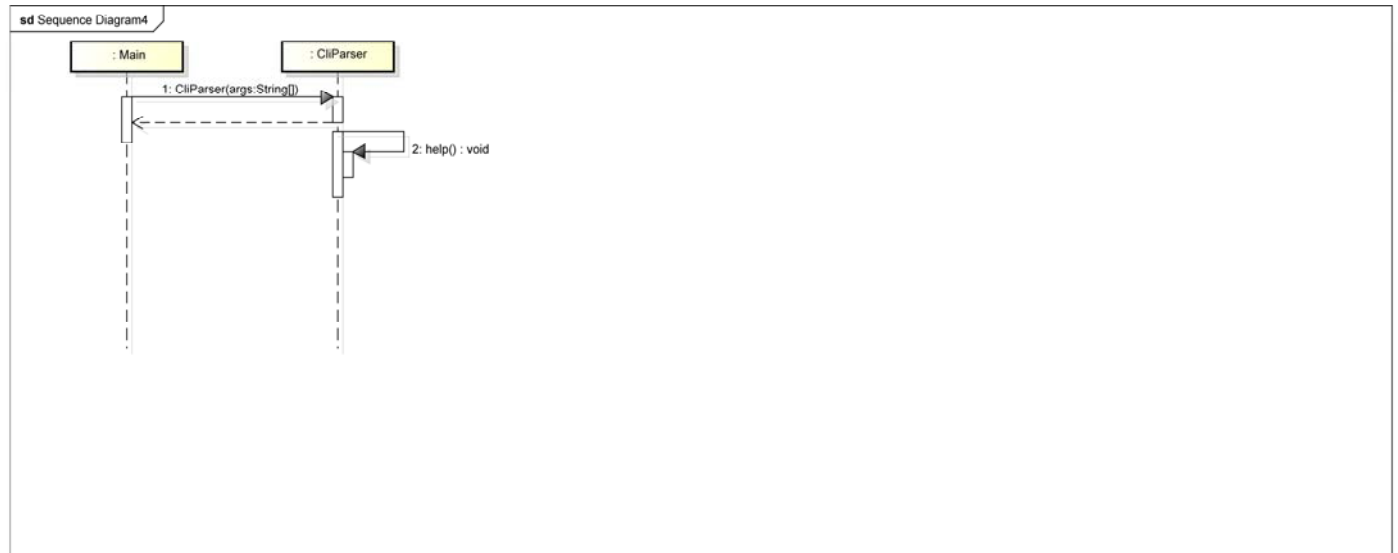 sd Sequence Diagram4
: Main
: CliParser
1: CliParser(args:String[])
2: help() : void